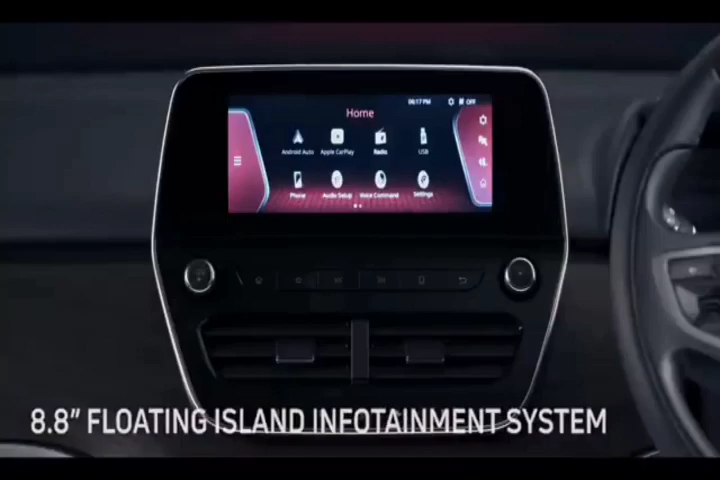 06:17 PM OFF
Home
Android Auto Apple CarPlay Radio USB
Phone Audio Setup Voice Command Settings
8.8” FLOATING ISLAND INFOTAINMENT SYSTEM